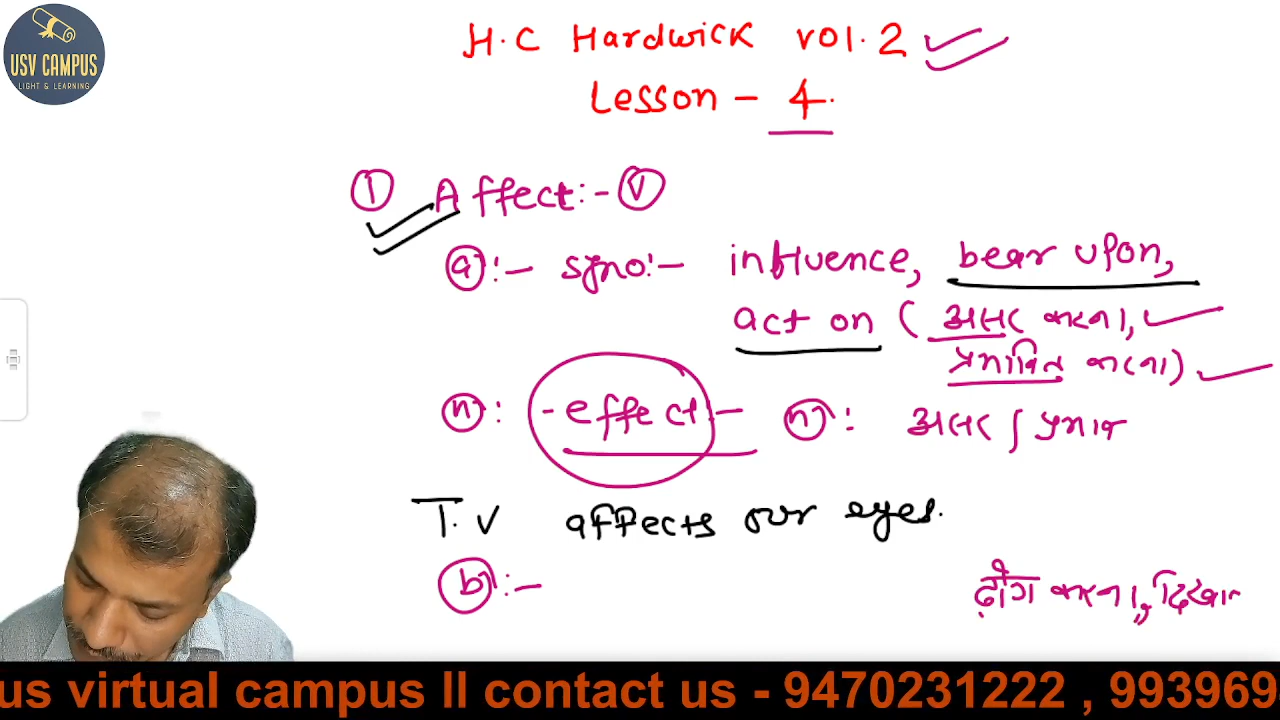 USV CAMPUS
LIGHT & LEARNING
H.C Hardwick vol.2
Lesson - 4.
① Affect:- (v)
(a):- syno:- influence, bear upon,
act on (असर करना,
प्रभावित करना)
(n): - effect:- (n): असर / प्रभाव
T.V affects our eyes.
(b):- ढोंग करना, दिखा
us virtual campus II contact us - 9470231222 , 993969